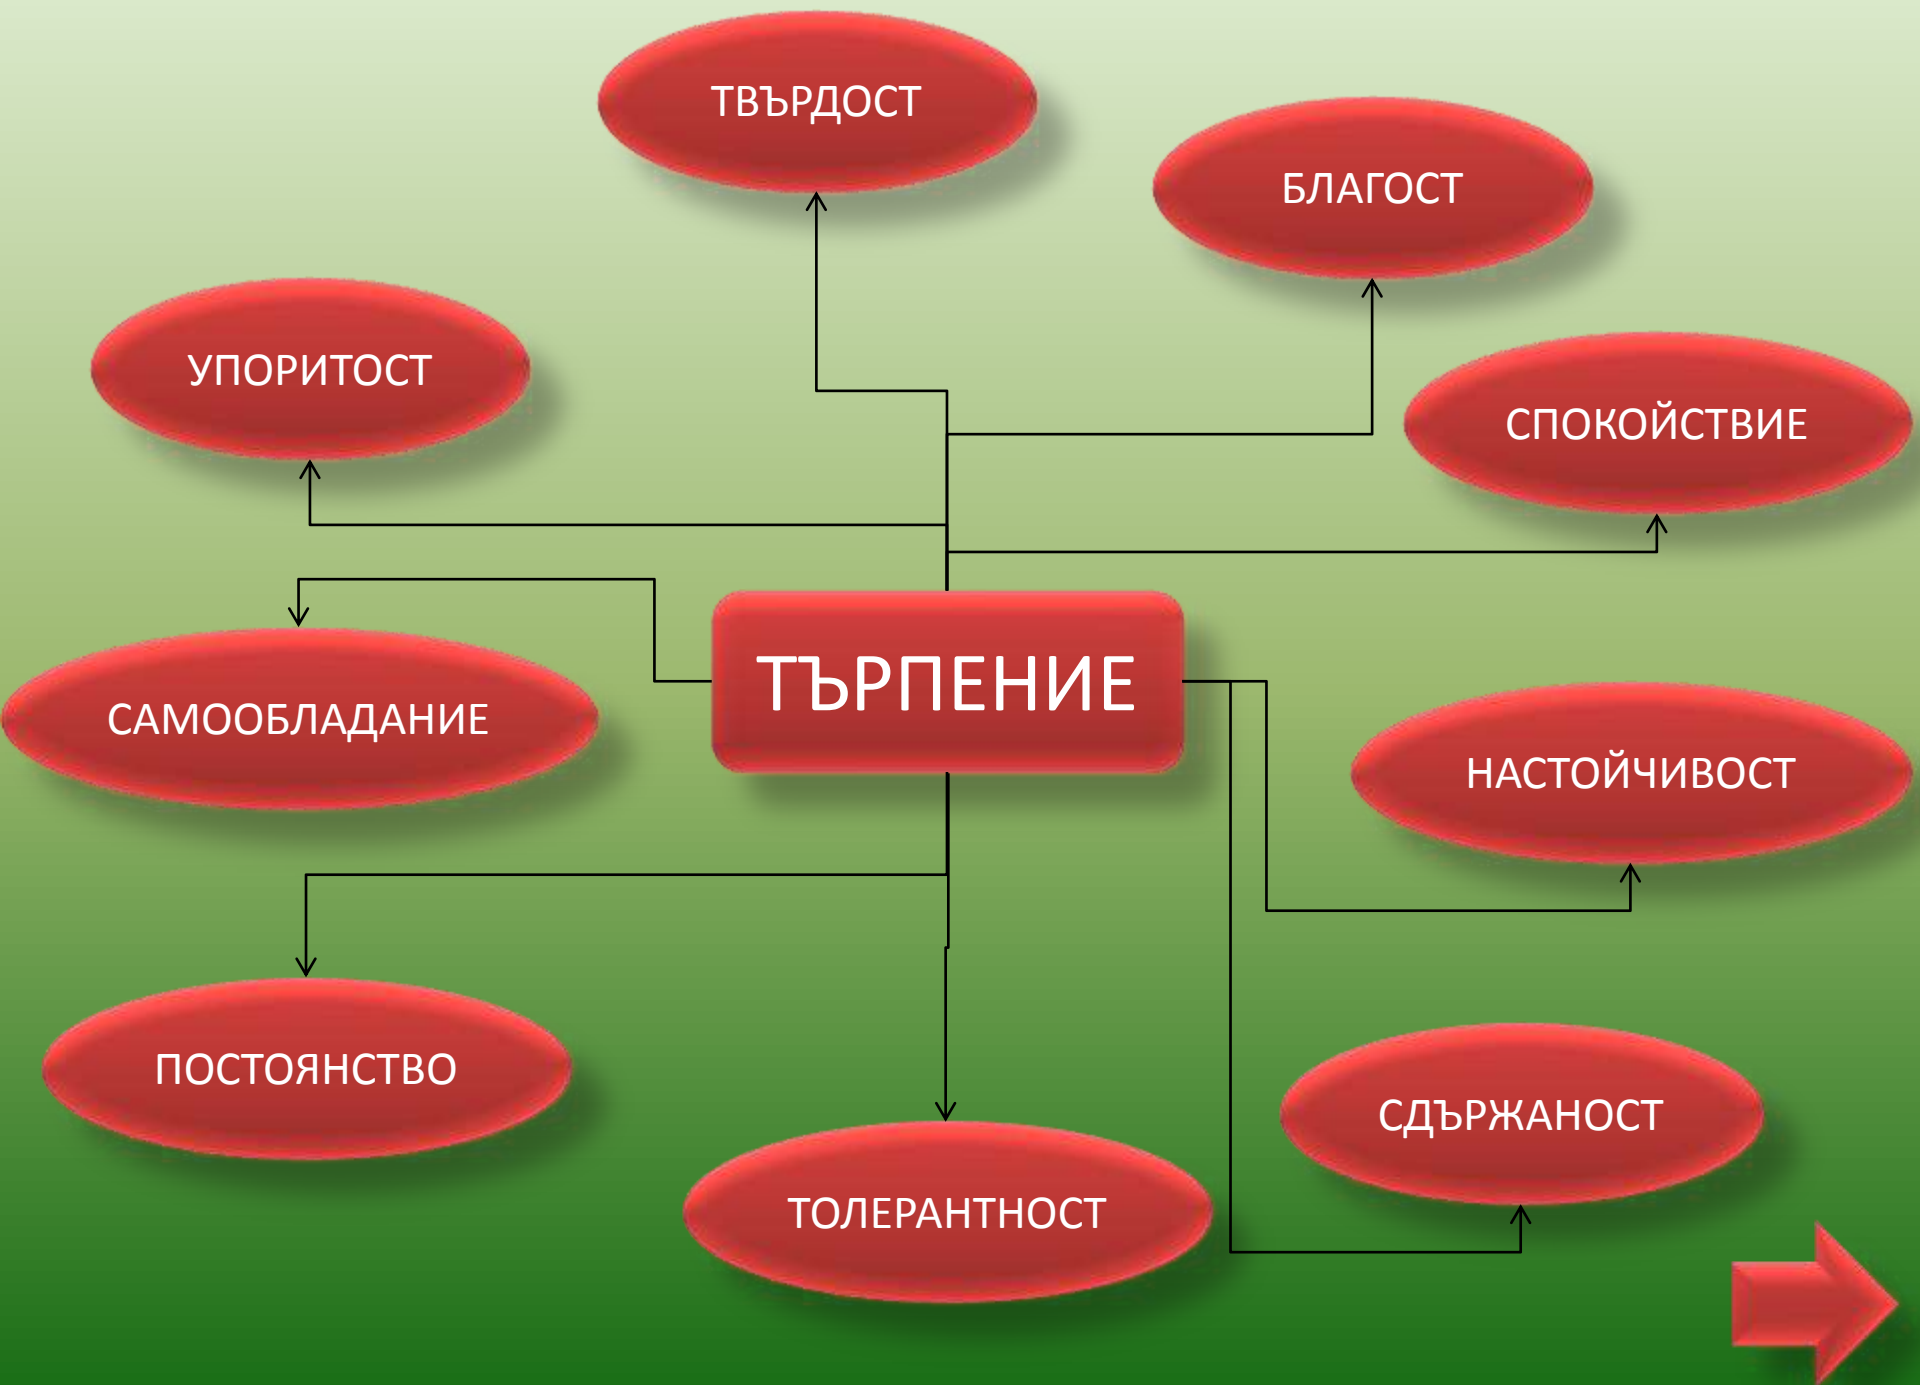 ТВЪРДОСТ
БЛАГОСТ
УПОРИТОСТ
СПОКОЙСТВИЕ
ТЪРПЕНИЕ
САМООБЛАДАНИЕ
НАСТОЙЧИВОСТ
ПОСТОЯНСТВО
СДЪРЖАНОСТ
ТОЛЕРАНТНОСТ